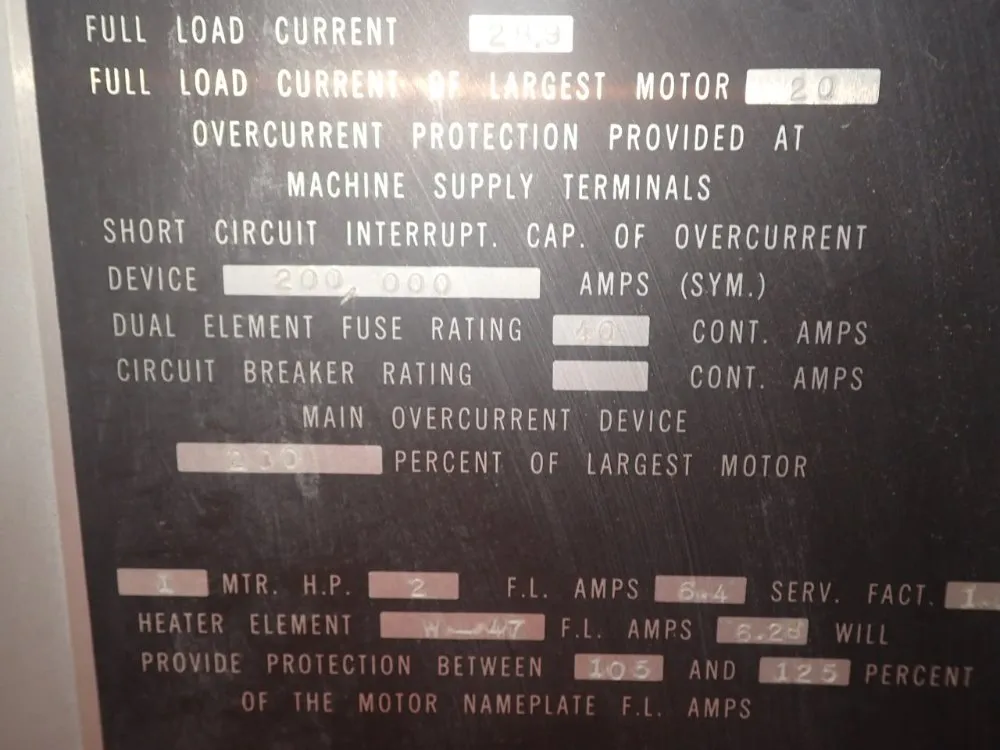 FULL LOAD CURRENT
FULL LOAD CURRENT OF LARGEST MOTOR 20
OVERCURRENT PROTECTION PROVIDED AT
MACHINE SUPPLY TERMINALS
SHORT CIRCUIT INTERRUPT. CAP. OF OVERCURRENT
DEVICE 200,000 AMPS (SYM.)
DUAL ELEMENT FUSE RATING 40 CONT. AMPS
CIRCUIT BREAKER RATING CONT. AMPS
MAIN OVERCURRENT DEVICE
PERCENT OF LARGEST MOTOR
1 MTR. H.P. 2 F.L. AMPS 6.4 SERV. FACT.
HEATER ELEMENT F.L. AMPS WILL
PROVIDE PROTECTION BETWEEN 105 AND 125 PERCENT
OF THE MOTOR NAMEPLATE F.L. AMPS